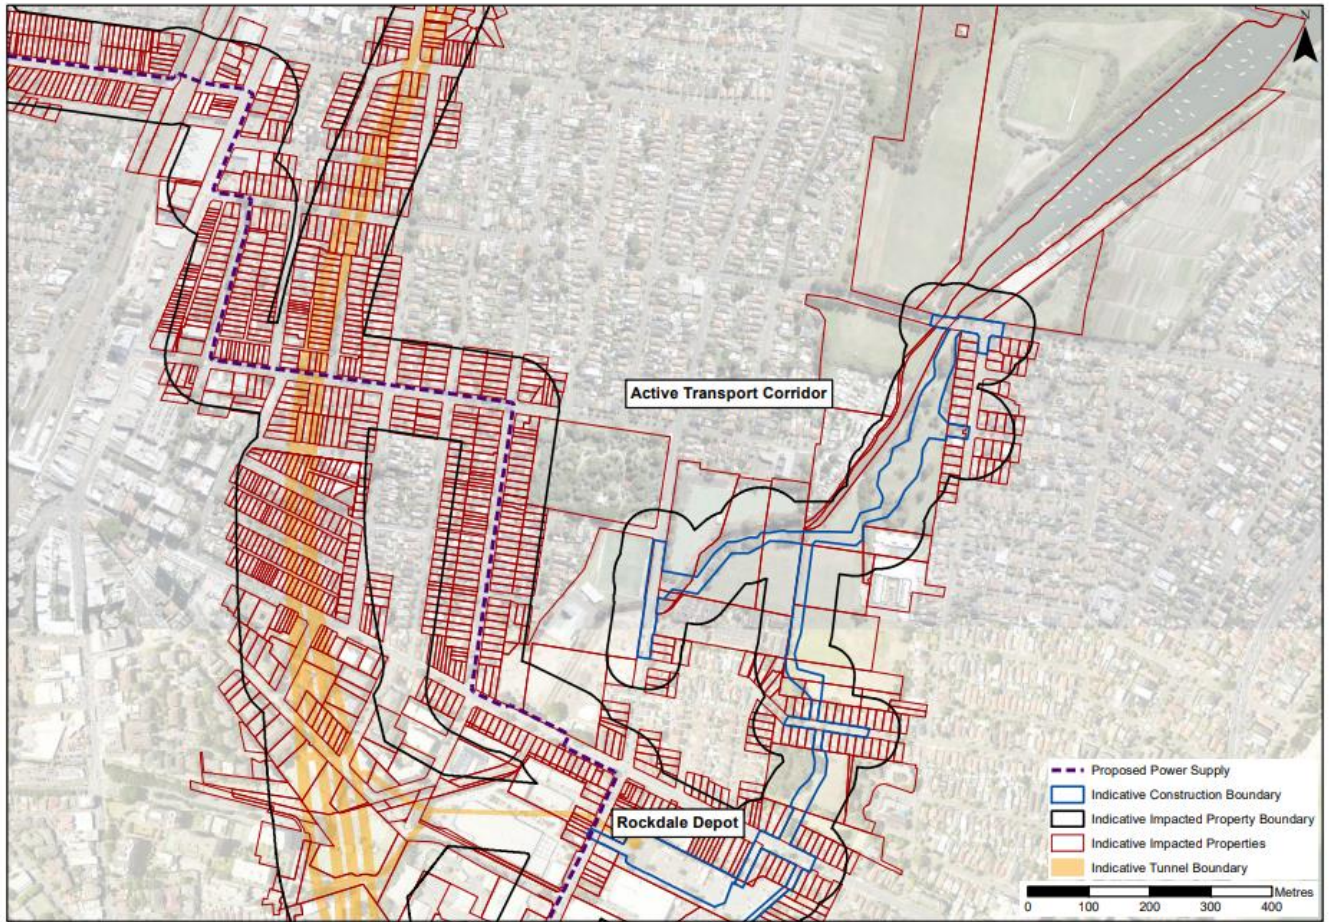 N
Active Transport Corridor
Rockdale Depot
Proposed Power Supply
Indicative Construction Boundary
Indicative Impacted Property Boundary
Indicative Impacted Properties
Indicative Tunnel Boundary
Metres
0 100 200 300 400